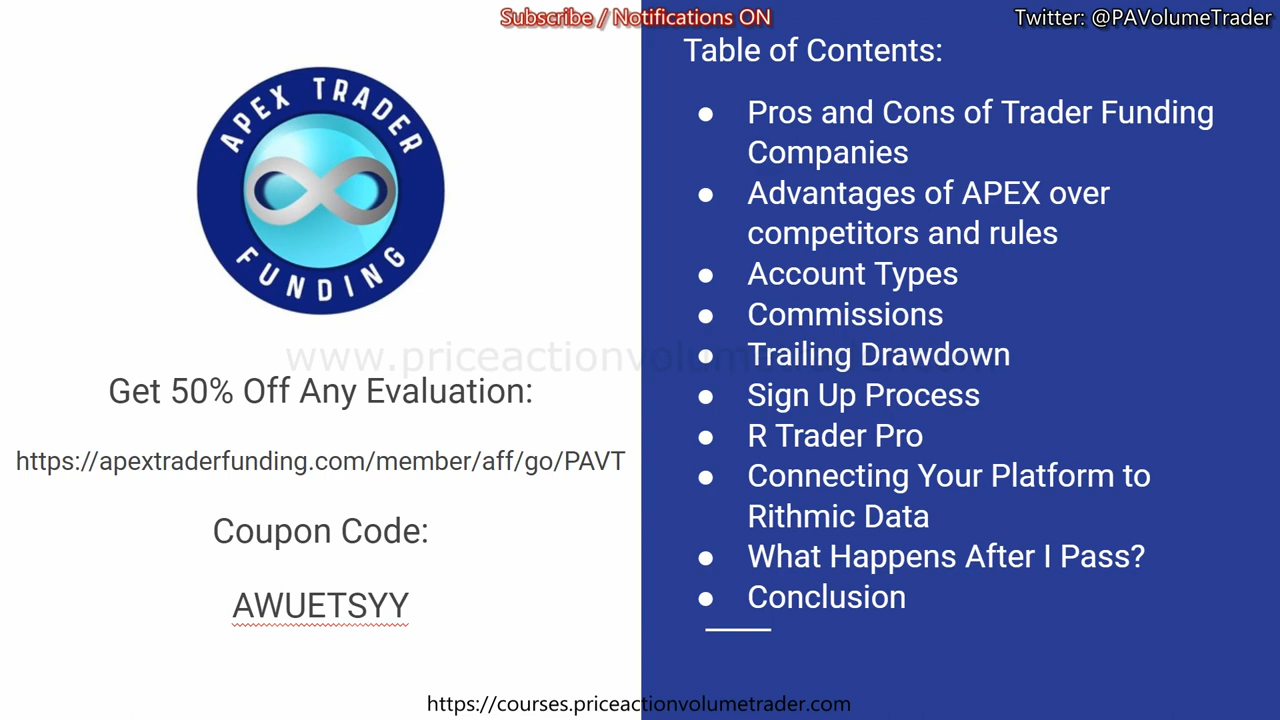 Subscribe / Notifications ON
Twitter: @PAVolumeTrader
APEX TRADER
FUNDING
Get 50% Off Any Evaluation:
https://apextraderfunding.com/member/aff/go/PAVT
Coupon Code:
AWUETSYY
Table of Contents:
● Pros and Cons of Trader Funding
Companies
● Advantages of APEX over
competitors and rules
● Account Types
● Commissions
● Trailing Drawdown
● Sign Up Process
● R Trader Pro
● Connecting Your Platform to
Rithmic Data
● What Happens After I Pass?
● Conclusion
https://courses.priceactionvolumetrader.com